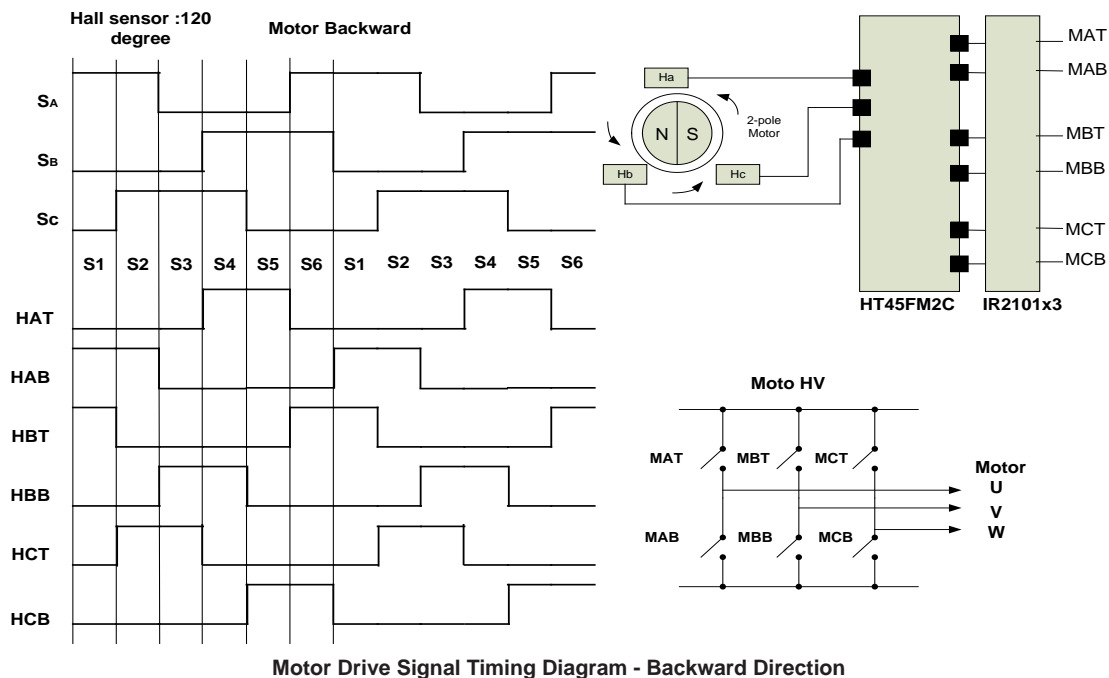 Hall sensor :120
degree
Motor Backward
SA
SB
SC
S1 S2 S3 S4 S5 S6 S1 S2 S3 S4 S5 S6
HAT
HAB
HBT
HBB
HCT
HCB
Ha
N S
2-pole
Motor
Hb
Hc
MAT
MAB
MBT
MBB
MCT
MCB
HT45FM2C
IR2101x3
Moto HV
MAT
MBT
MCT
MAB
MBB
MCB
Motor
U
V
W
Motor Drive Signal Timing Diagram - Backward Direction